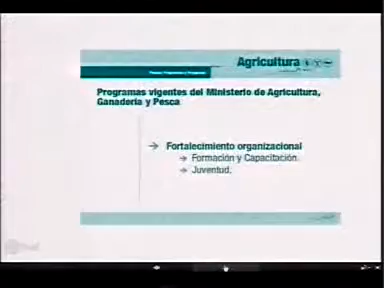 Agricultura
Programas vigentes del Ministerio de Agricultura,
Ganadería y Pesca
→ Fortalecimiento organizacional
→ Formación y Capacitación.
→ Juventud.